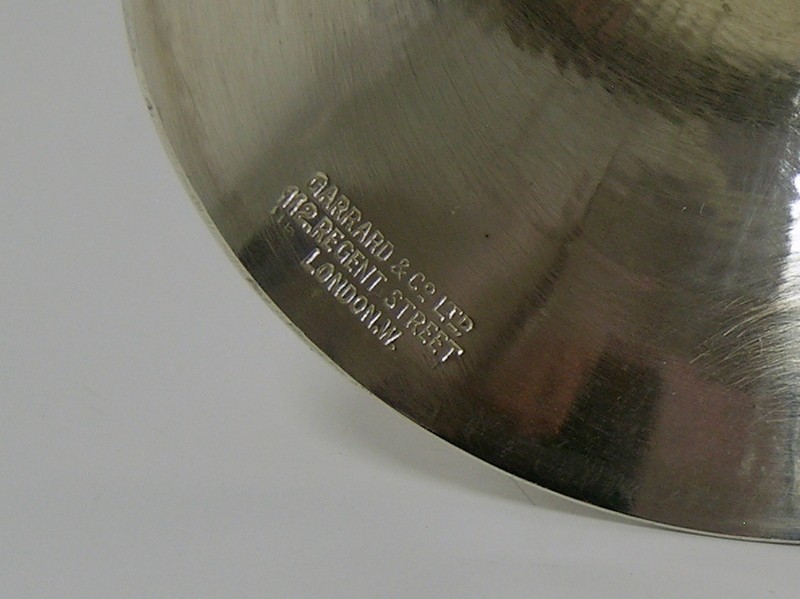 GARRARD & Co LTD
112. REGENT STREET
LONDON.W.